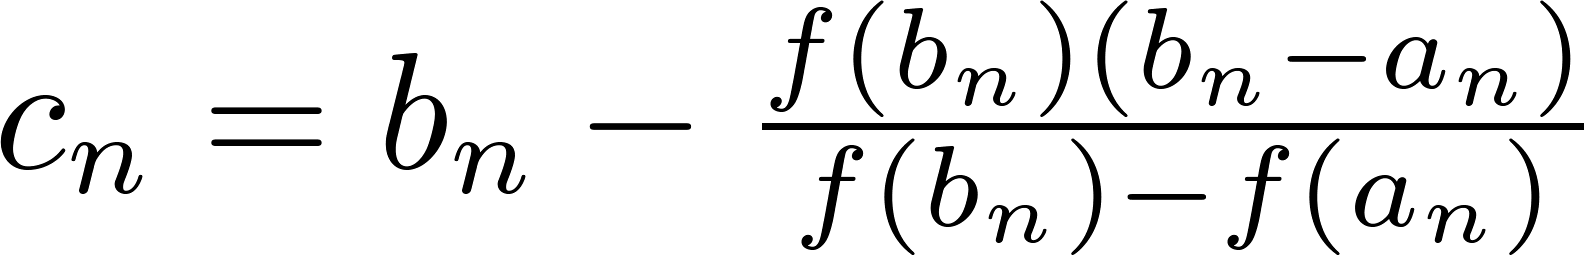 c_n = b_n − \frac{f(b_n)(b_n−a_n)}{f(b_n)−f(a_n)}